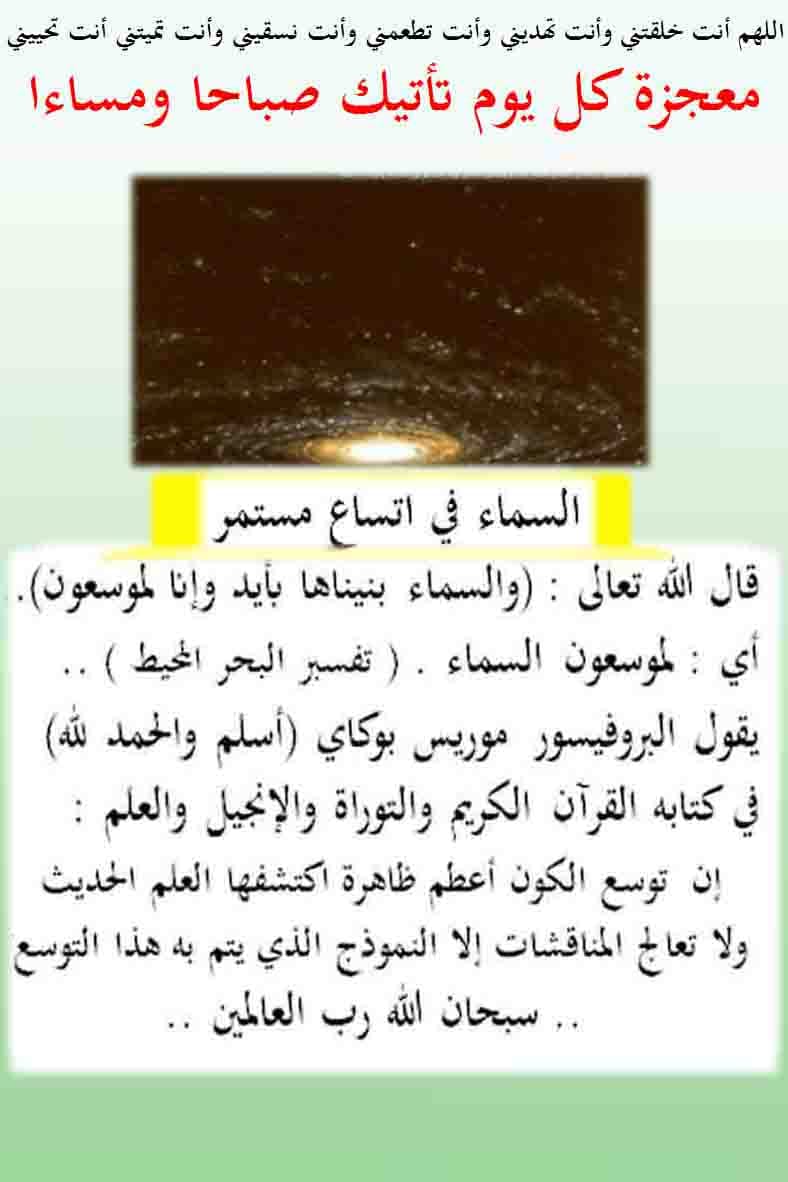 اللهم أنت خلقتني وأنت تهديني وأنت تطعمني وأنت نسقيني وأنت تميتني أنت تحييني
معجزة كل يوم تأتيك صباحا ومساءا
السماء في اتساع مستمر
قال الله تعالى : (والسماء بنيناها بأيد وإنا لموسعون)..
أي : لموسعون السماء . ( تفسبر البحر المحيط ) ..
يقول البروفيسور موريس بوكاي (أسلم والحمد لله)
في كتابه القرآن الكريم والتوراة والإنجيل والعلم :
إن توسع الكون أعطم ظاهرة اكتشفها العلم الحديث
ولا تعالج المناقشات إلا النموذج الذي يتم به هذا التوسع
.. سبحان الله رب العالمين ..